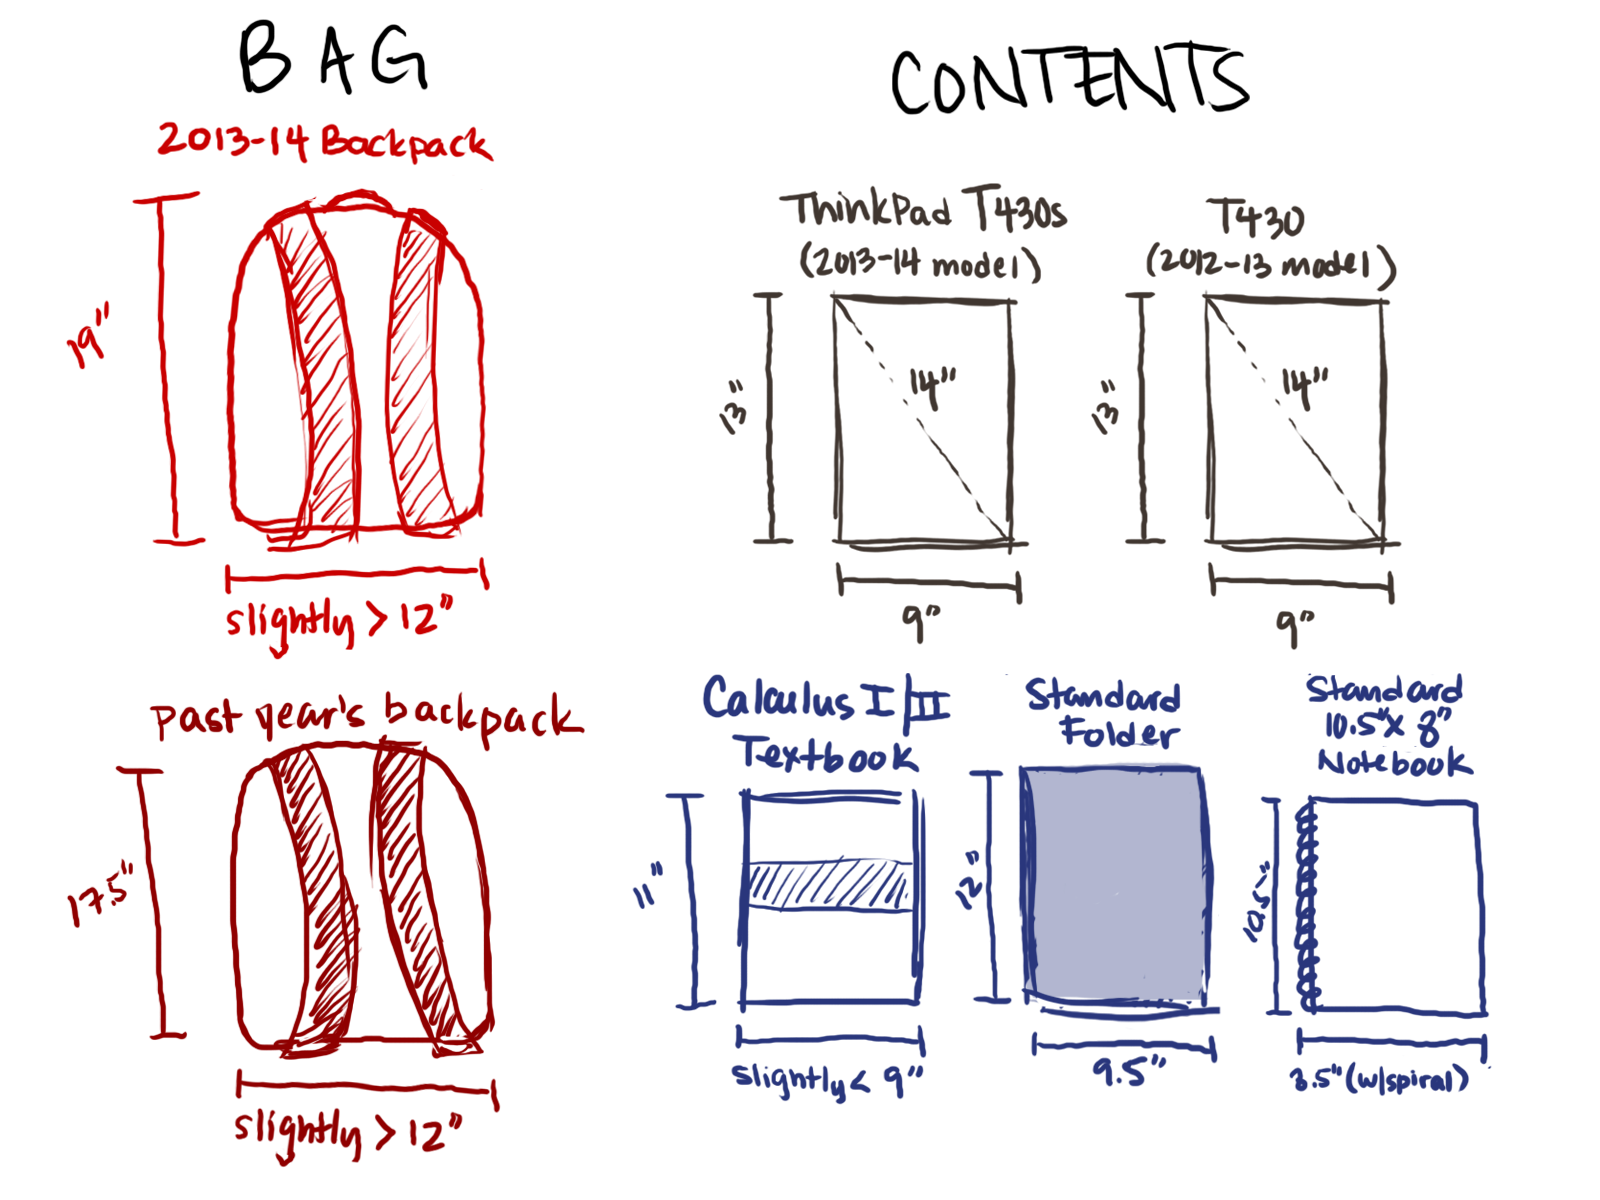 BAG
2013-14 Backpack
19"
slightly > 12"
past year's backpack
17.5"
slightly > 12"
CONTENTS
ThinkPad T430s
(2013-14 model)
13"
14"
9"
T430
(2012-13 model)
13"
14"
9"
Calculus I/II
Textbook
11"
slightly < 9"
Standard
Folder
12"
9.5"
Standard
10.5" x 8"
Notebook
10.5"
8.5" (w/spiral)